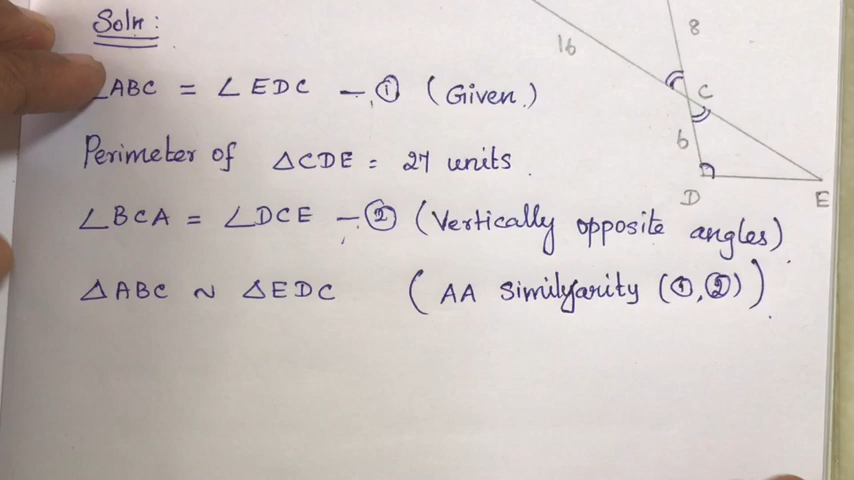 Soln:
∠ABC = ∠EDC — ① (Given.)
Perimeter of △CDE = 27 units.
∠BCA = ∠DCE — ② (Vertically opposite angles).
△ABC ~ △EDC (AA Similyarity (①,②)).
8
16
C
6
D
E